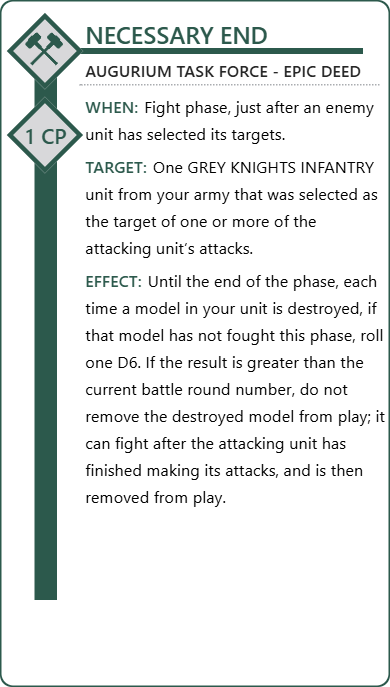 NECESSARY END
AUGURIUM TASK FORCE - EPIC DEED
1 CP
WHEN: Fight phase, just after an enemy
unit has selected its targets.
TARGET: One GREY KNIGHTS INFANTRY
unit from your army that was selected as
the target of one or more of the
attacking unit's attacks.
EFFECT: Until the end of the phase, each
time a model in your unit is destroyed, if
that model has not fought this phase, roll
one D6. If the result is greater than the
current battle round number, do not
remove the destroyed model from play; it
can fight after the attacking unit has
finished making its attacks, and is then
removed from play.